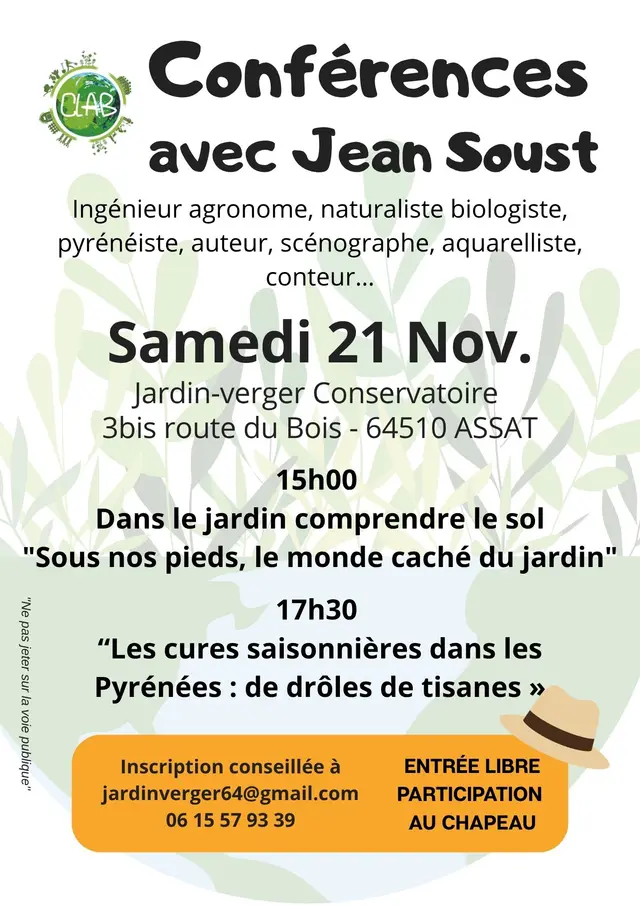 CLAB
Conférences
avec Jean Soust
Ingénieur agronome, naturaliste biologiste,
pyrénéiste, auteur, scénographe, aquarelliste,
conteur...
Samedi 21 Nov.
Jardin-verger Conservatoire
3bis route du Bois - 64510 ASSAT
15h00
Dans le jardin comprendre le sol
"Sous nos pieds, le monde caché du jardin"
17h30
“Les cures saisonnières dans les
Pyrénées : de drôles de tisanes »
"Ne pas jeter sur la voie publique"
Inscription conseillée à
jardinverger64@gmail.com
06 15 57 93 39
ENTRÉE LIBRE
PARTICIPATION
AU CHAPEAU